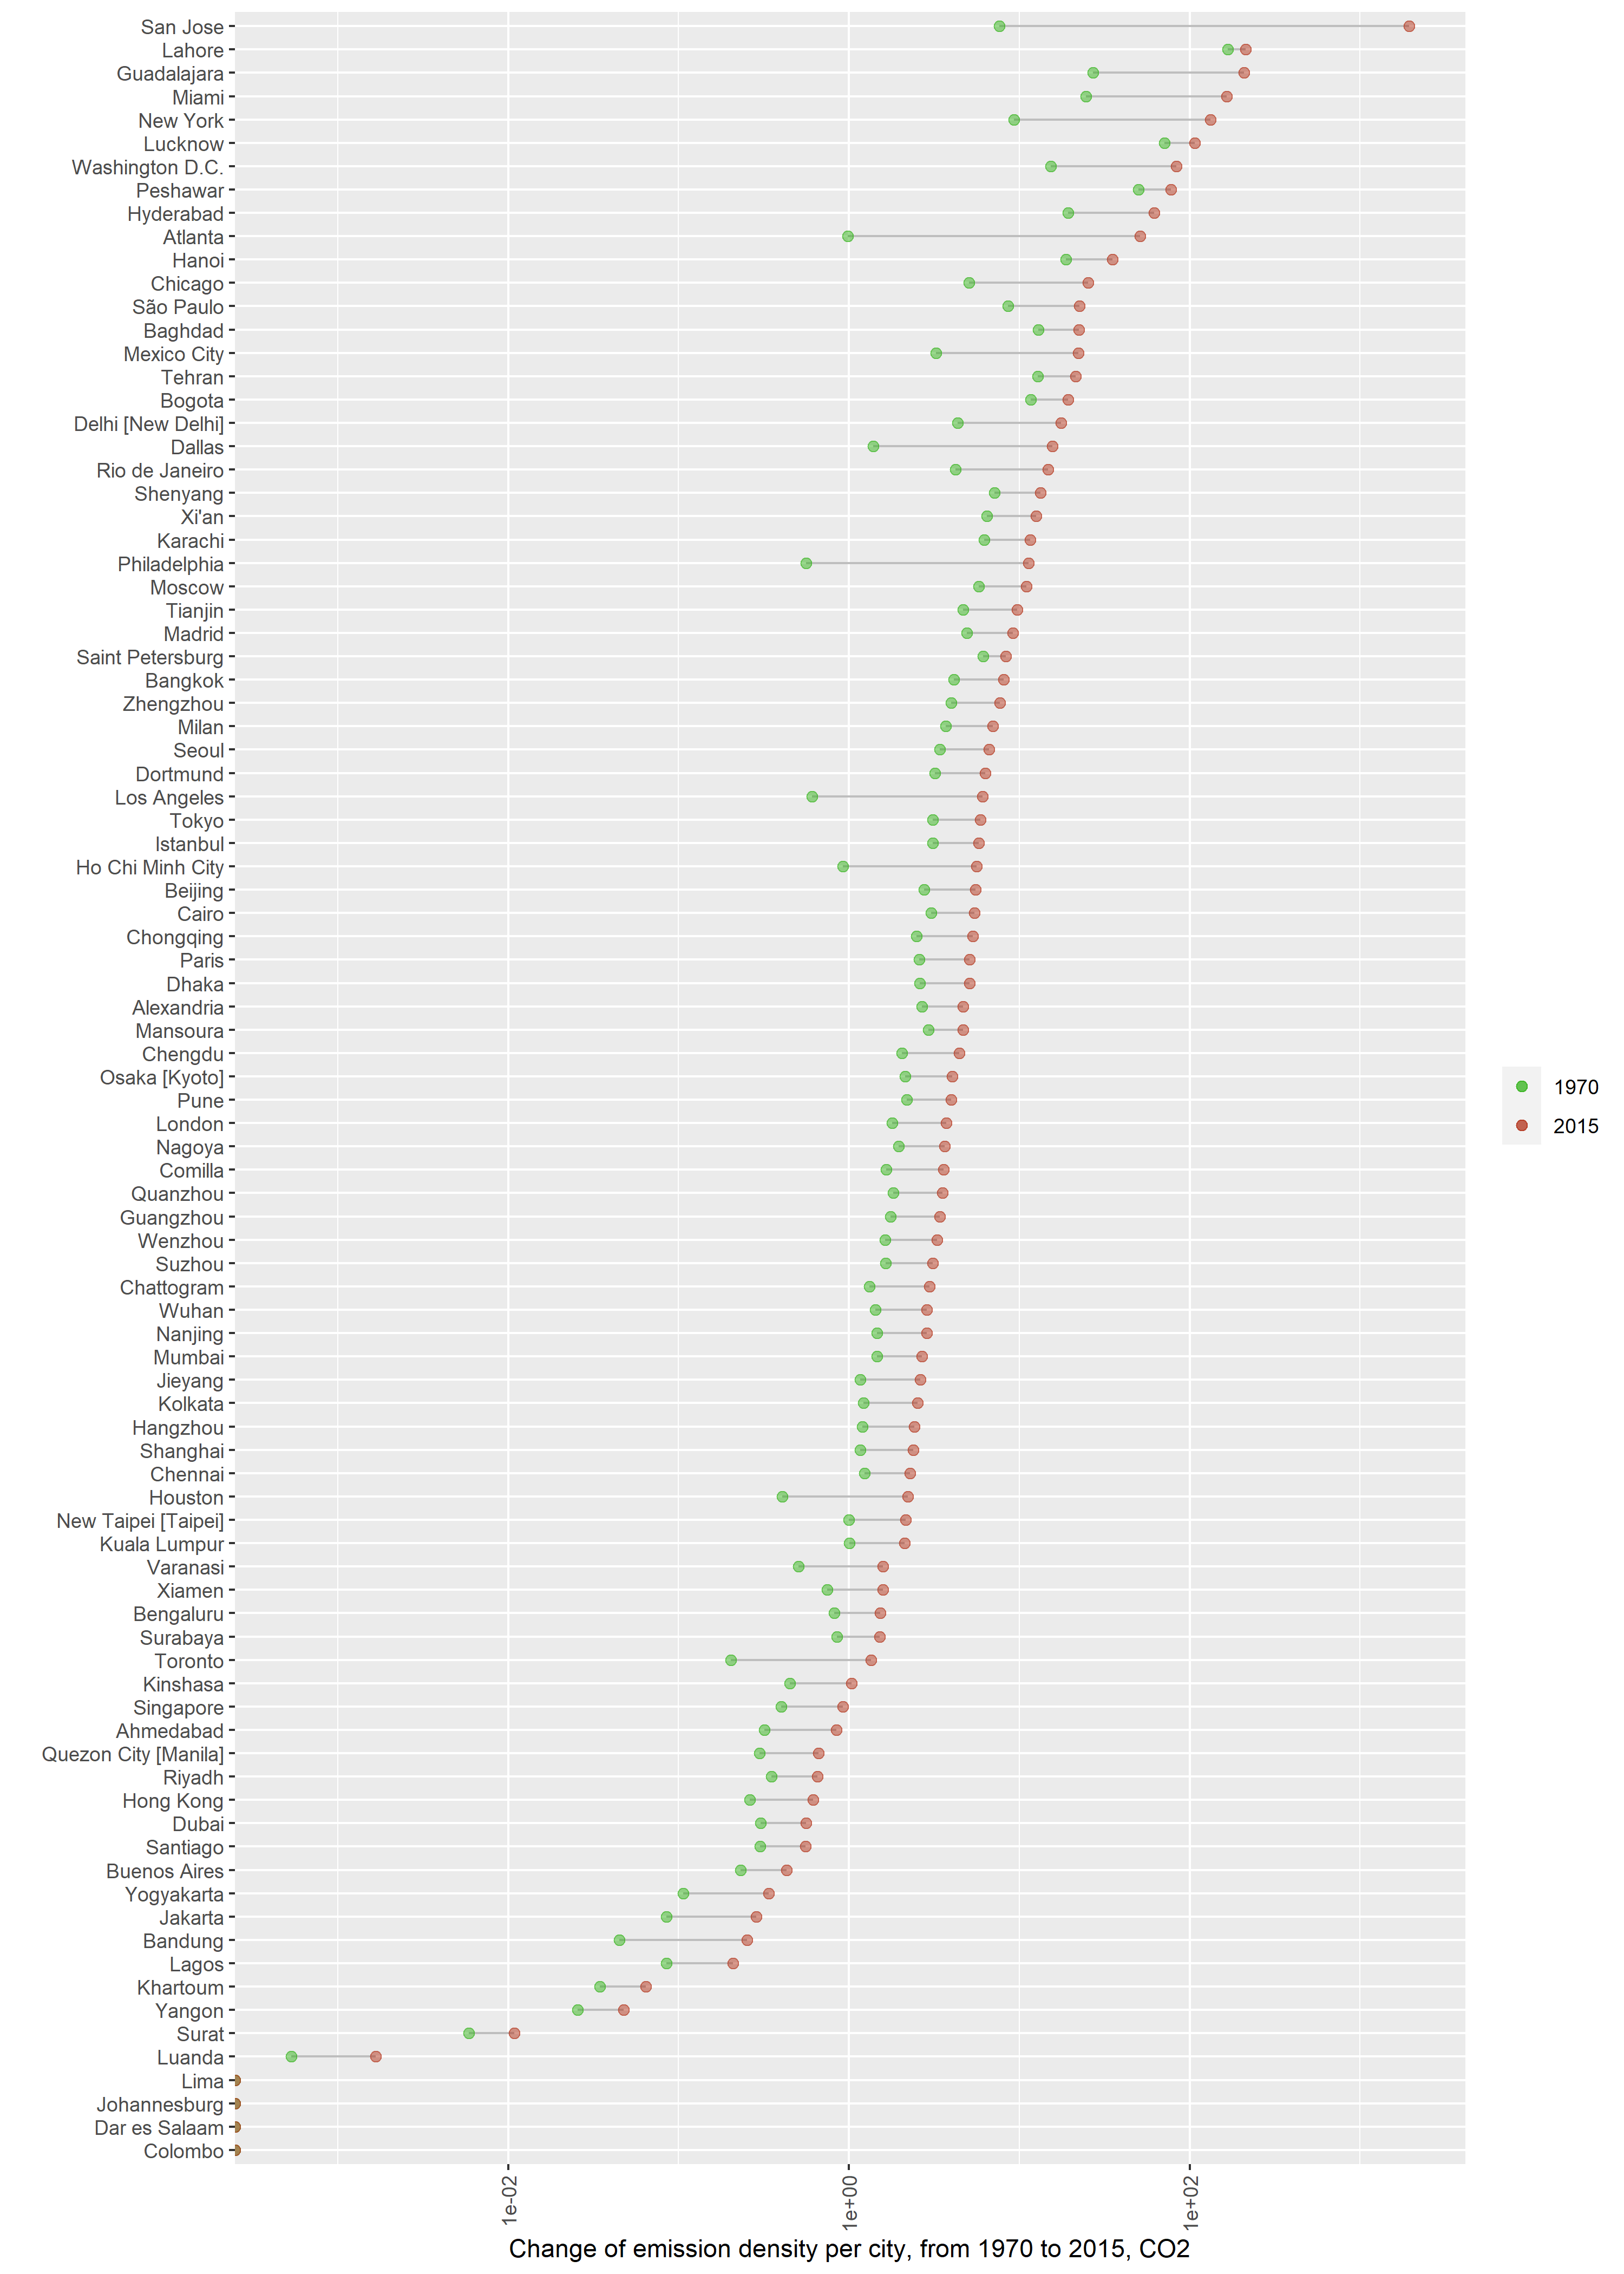 San Jose
Lahore
Guadalajara
Miami
New York
Lucknow
Washington D.C.
Peshawar
Hyderabad
Atlanta
Hanoi
Chicago
São Paulo
Baghdad
Mexico City
Tehran
Bogota
Delhi [New Delhi]
Dallas
Rio de Janeiro
Shenyang
Xi'an
Karachi
Philadelphia
Moscow
Tianjin
Madrid
Saint Petersburg
Bangkok
Zhengzhou
Milan
Seoul
Dortmund
Los Angeles
Tokyo
Istanbul
Ho Chi Minh City
Beijing
Cairo
Chongqing
Paris
Dhaka
Alexandria
Mansoura
Chengdu
Osaka [Kyoto]
Pune
London
Nagoya
Comilla
Quanzhou
Guangzhou
Wenzhou
Suzhou
Chattogram
Wuhan
Nanjing
Mumbai
Jieyang
Kolkata
Hangzhou
Shanghai
Chennai
Houston
New Taipei [Taipei]
Kuala Lumpur
Varanasi
Xiamen
Bengaluru
Surabaya
Toronto
Kinshasa
Singapore
Ahmedabad
Quezon City [Manila]
Riyadh
Hong Kong
Dubai
Santiago
Buenos Aires
Yogyakarta
Jakarta
Bandung
Lagos
Khartoum
Yangon
Surat
Luanda
Lima
Johannesburg
Dar es Salaam
Colombo
1e-02
1e+00
1e+02
Change of emission density per city, from 1970 to 2015, CO2
1970
2015